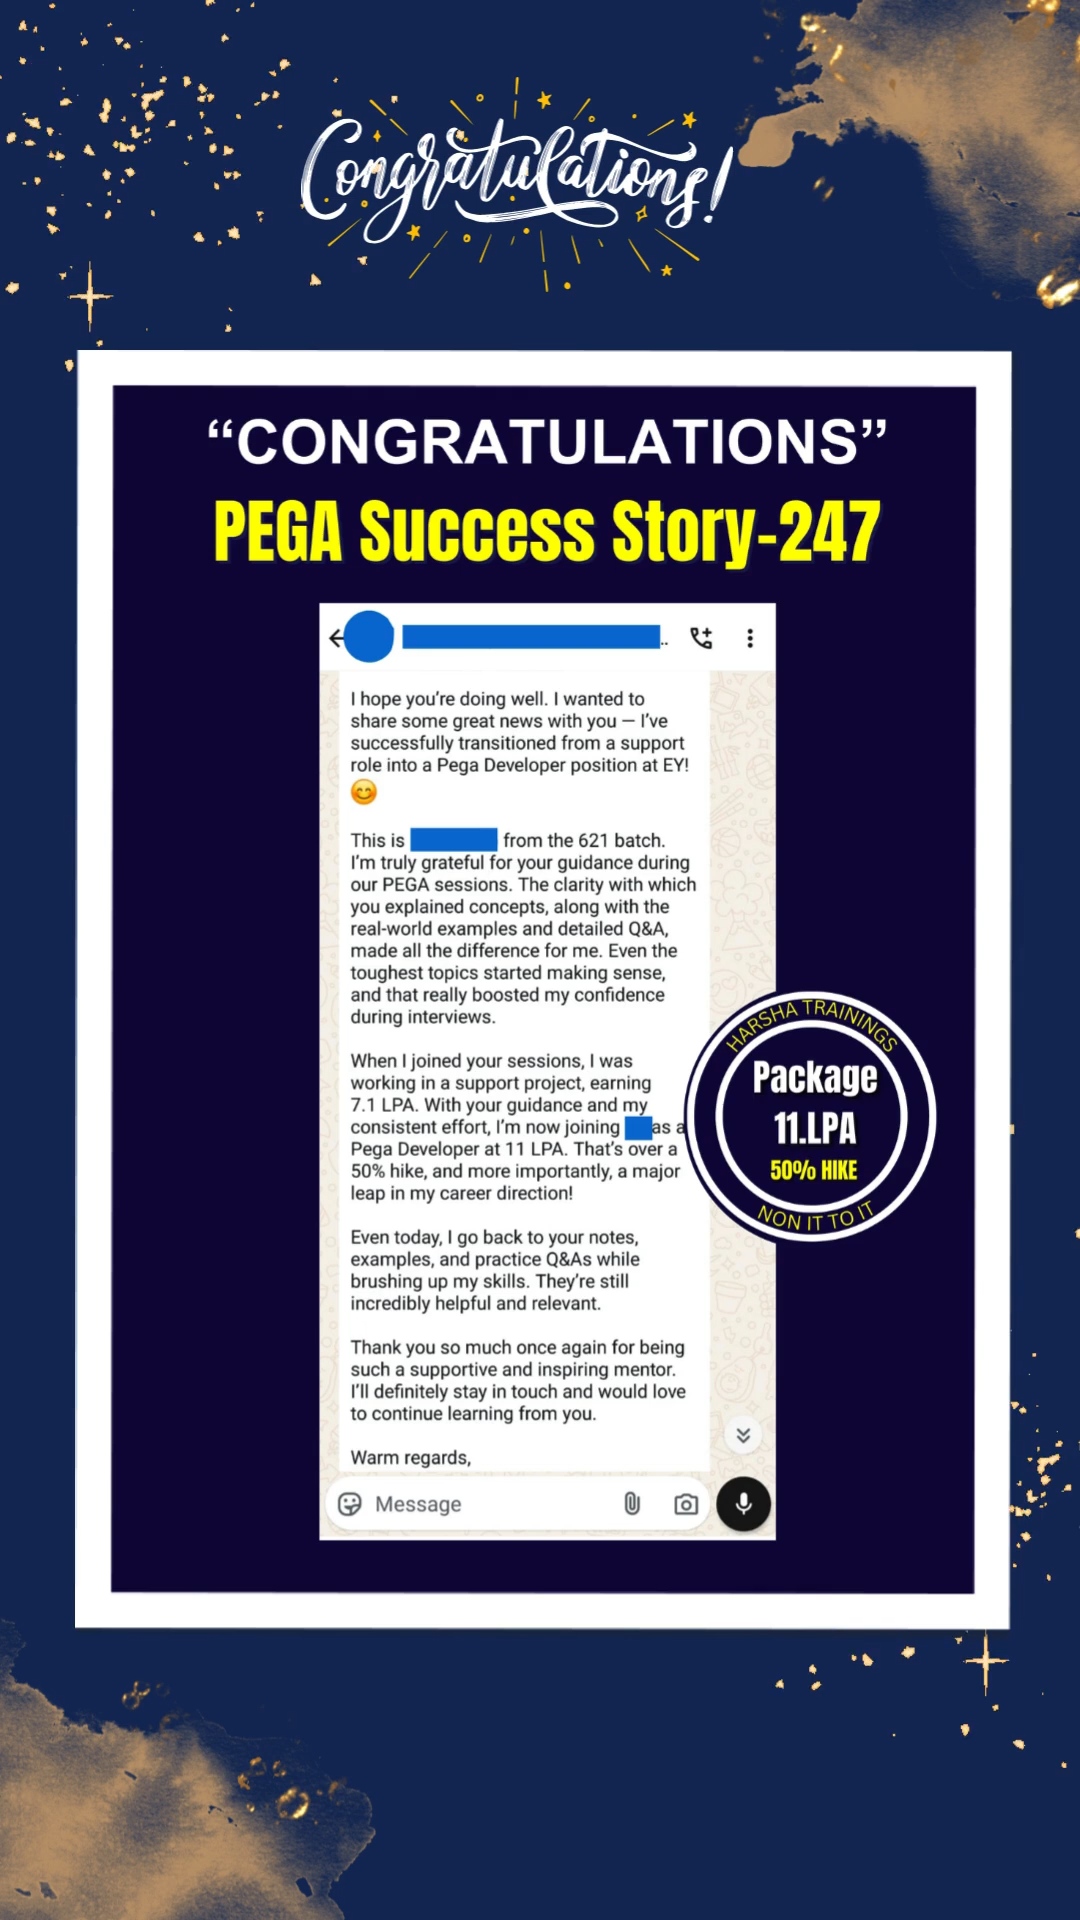 Congratulations!
“CONGRATULATIONS”
PEGA Success Story-247
..
I hope you’re doing well. I wanted to
share some great news with you — I’ve
successfully transitioned from a support
role into a Pega Developer position at EY!
😊
This is from the 621 batch.
I’m truly grateful for your guidance during
our PEGA sessions. The clarity with which
you explained concepts, along with the
real-world examples and detailed Q&A,
made all the difference for me. Even the
toughest topics started making sense,
and that really boosted my confidence
during interviews.
When I joined your sessions, I was
working in a support project, earning
7.1 LPA. With your guidance and my
consistent effort, I’m now joining as a
Pega Developer at 11 LPA. That’s over a
50% hike, and more importantly, a major
leap in my career direction!
Even today, I go back to your notes,
examples, and practice Q&As while
brushing up my skills. They’re still
incredibly helpful and relevant.
Thank you so much once again for being
such a supportive and inspiring mentor.
I’ll definitely stay in touch and would love
to continue learning from you.
Warm regards,
Message
HARSHA TRAININGS
Package
11.LPA
50% HIKE
NON IT TO IT